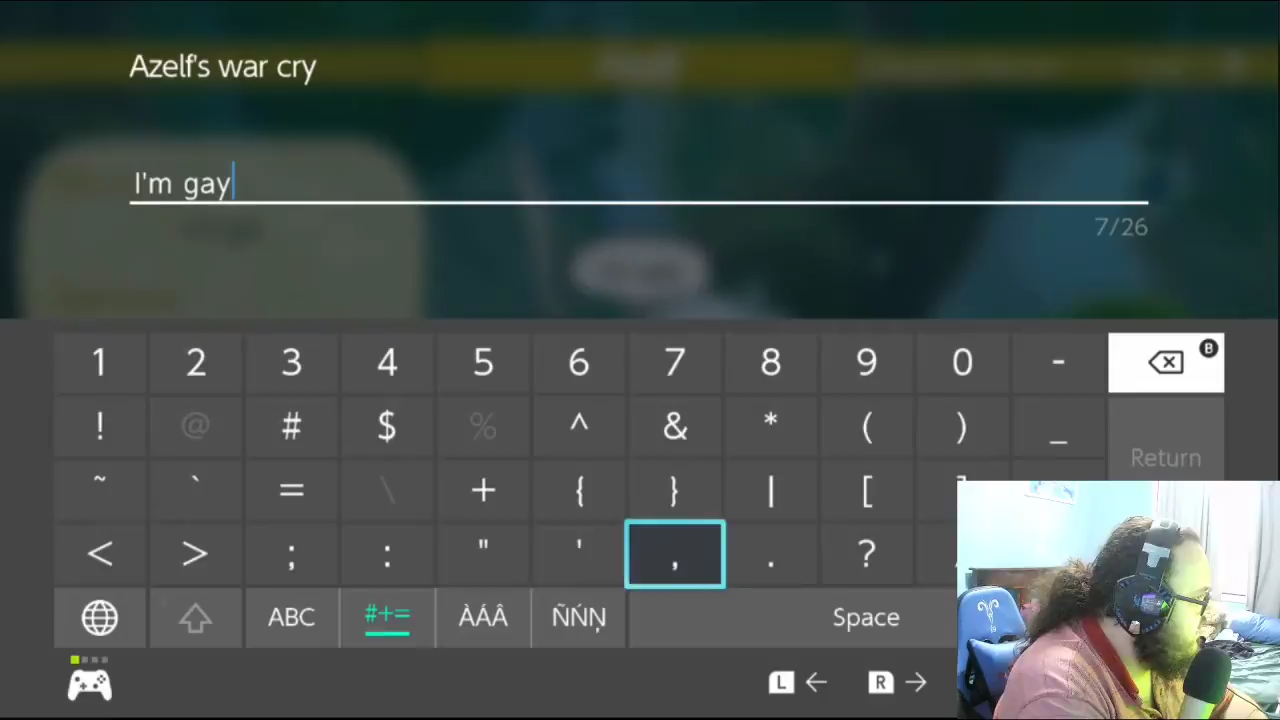 Azelf's war cry
I'm gay
7/26
1 2 3 4 5 6 7 8 9 0 -
B
! @ # $ % ^ & * ( ) _
Return
~ ` = \ + { } | [
< > ; : " ' , . ?
ABC #+= ÀÁÂ ÑŃŅ Space
L ← R →